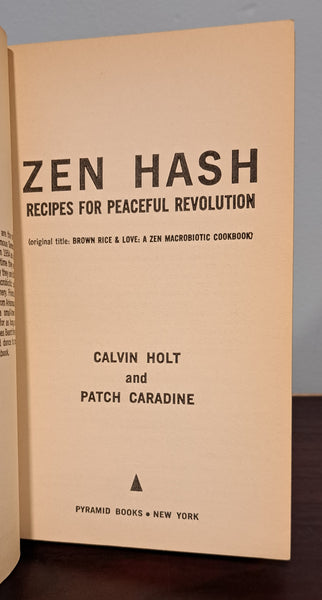 ZEN HASH
RECIPES FOR PEACEFUL REVOLUTION
(original title: BROWN RICE & LOVE: A ZEN MACROBIOTIC COOKBOOK)
CALVIN HOLT
and
PATCH CARADINE
PYRAMID BOOKS • NEW YORK